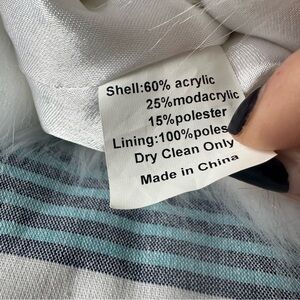 Shell:60% acrylic
25%modacrylic
15%polester
Lining:100%poles
Dry Clean Only
Made in China